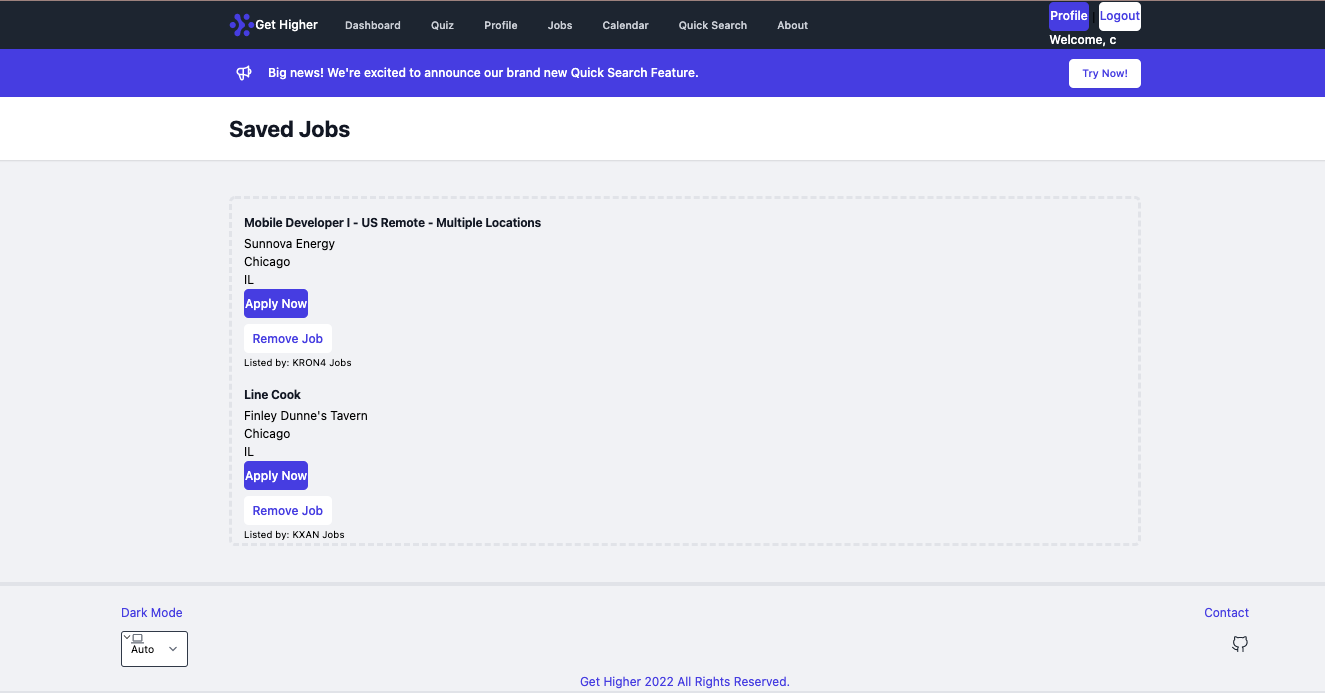 Get Higher Dashboard Quiz Profile Jobs Calendar Quick Search About Profile | Logout
Welcome, c
Big news! We're excited to announce our brand new Quick Search Feature. Try Now!
Saved Jobs
Mobile Developer I - US Remote - Multiple Locations
Sunnova Energy
Chicago
IL
Apply Now
Remove Job
Listed by: KRON4 Jobs
Line Cook
Finley Dunne's Tavern
Chicago
IL
Apply Now
Remove Job
Listed by: KXAN Jobs
Dark Mode Contact
Auto
Get Higher 2022 All Rights Reserved.